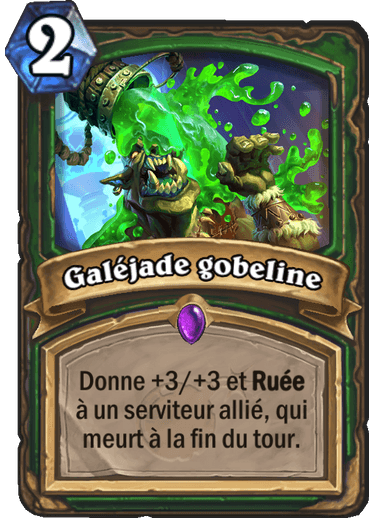 2
Galéjade gobeline
Donne +3/+3 et Ruée
à un serviteur allié, qui
meurt à la fin du tour.